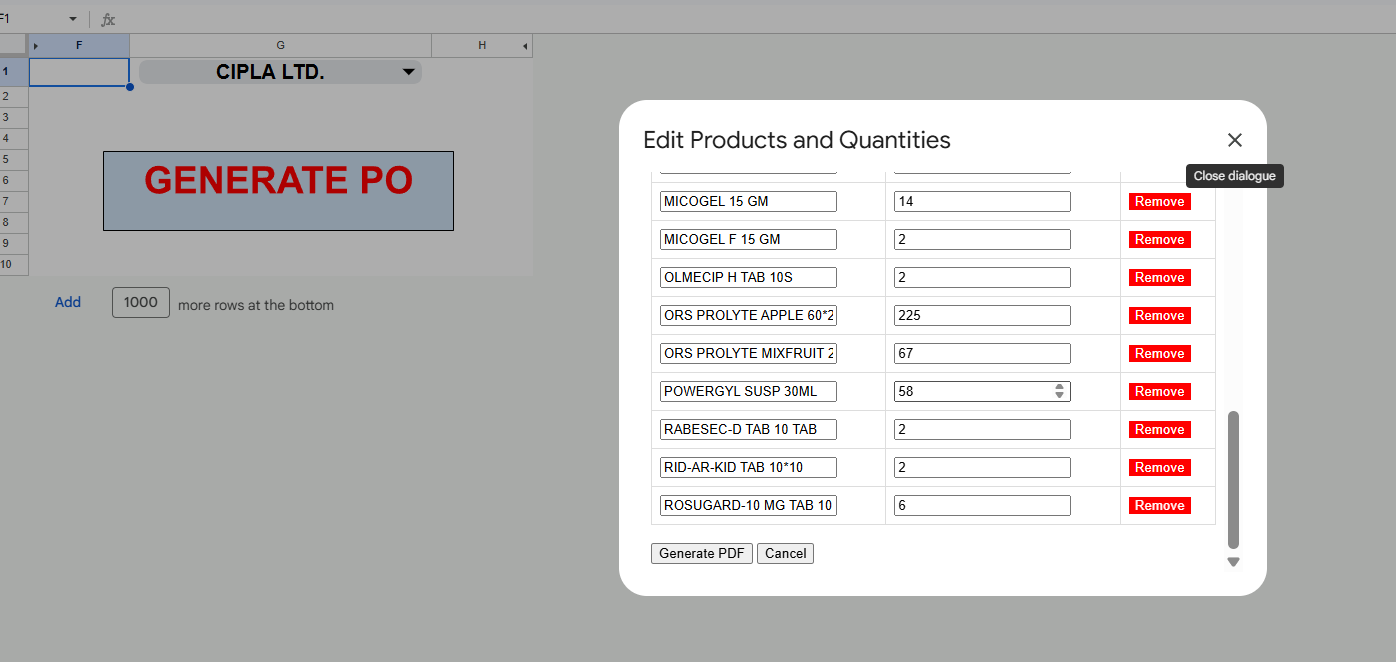 F1
fx
F G H
1 CIPLA LTD.
2
3
4
5
6
7
8
9
10
GENERATE PO
Add 1000 more rows at the bottom
Edit Products and Quantities
Close dialogue
MICOGEL 15 GM 14 Remove
MICOGEL F 15 GM 2 Remove
OLMECIP H TAB 10S 2 Remove
ORS PROLYTE APPLE 60*2 225 Remove
ORS PROLYTE MIXFRUIT 2 67 Remove
POWERGYL SUSP 30ML 58 Remove
RABESEC-D TAB 10 TAB 2 Remove
RID-AR-KID TAB 10*10 2 Remove
ROSUGARD-10 MG TAB 10 6 Remove
Generate PDF Cancel